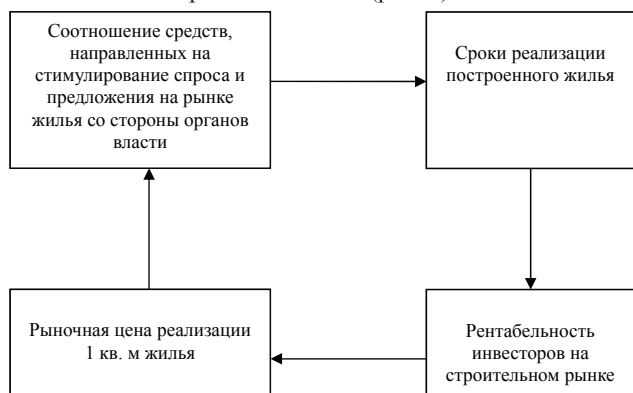 Соотношение средств,
направленных на
стимулирование спроса и
предложения на рынке
жилья со стороны органов
власти
Сроки реализации
построенного жилья
Рыночная цена реализации
1 кв. м жилья
Рентабельность
инвесторов на
строительном рынке